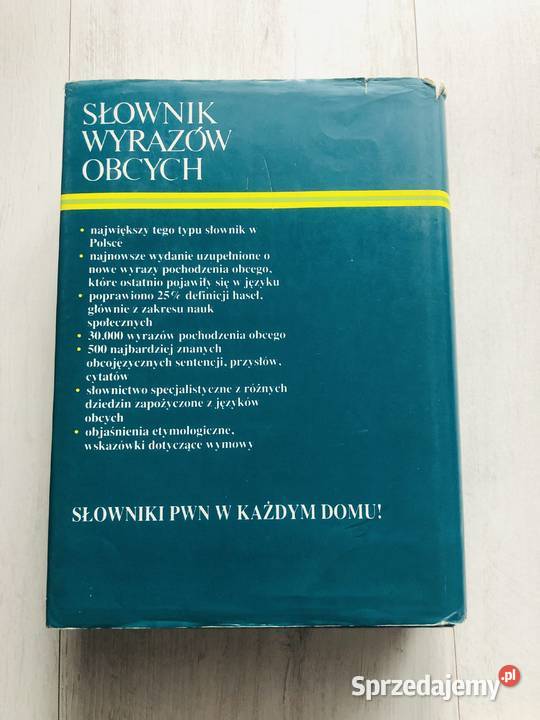 SŁOWNIK
WYRAZÓW
OBCYCH
• największy tego typu słownik w
Polsce
• najnowsze wydanie uzupełnione o
nowe wyrazy pochodzenia obcego,
które ostatnio pojawiły się w języku
• poprawiono 25% definicji haseł,
głównie z zakresu nauk
społecznych
• 30.000 wyrazów pochodzenia obcego
• 500 najbardziej znanych
obcojęzycznych sentencji, przysłów,
cytatów
• słownictwo specjalistyczne z różnych
dziedzin zapożyczone z języków
obcych
• objaśnienia etymologiczne,
wskazówki dotyczące wymowy
SŁOWNIKI PWN W KAŻDYM DOMU!
Sprzedajemy.pl